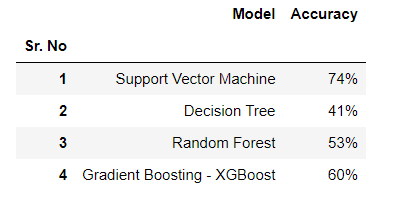 Model Accuracy
Sr. No
1 Support Vector Machine 74%
2 Decision Tree 41%
3 Random Forest 53%
4 Gradient Boosting - XGBoost 60%